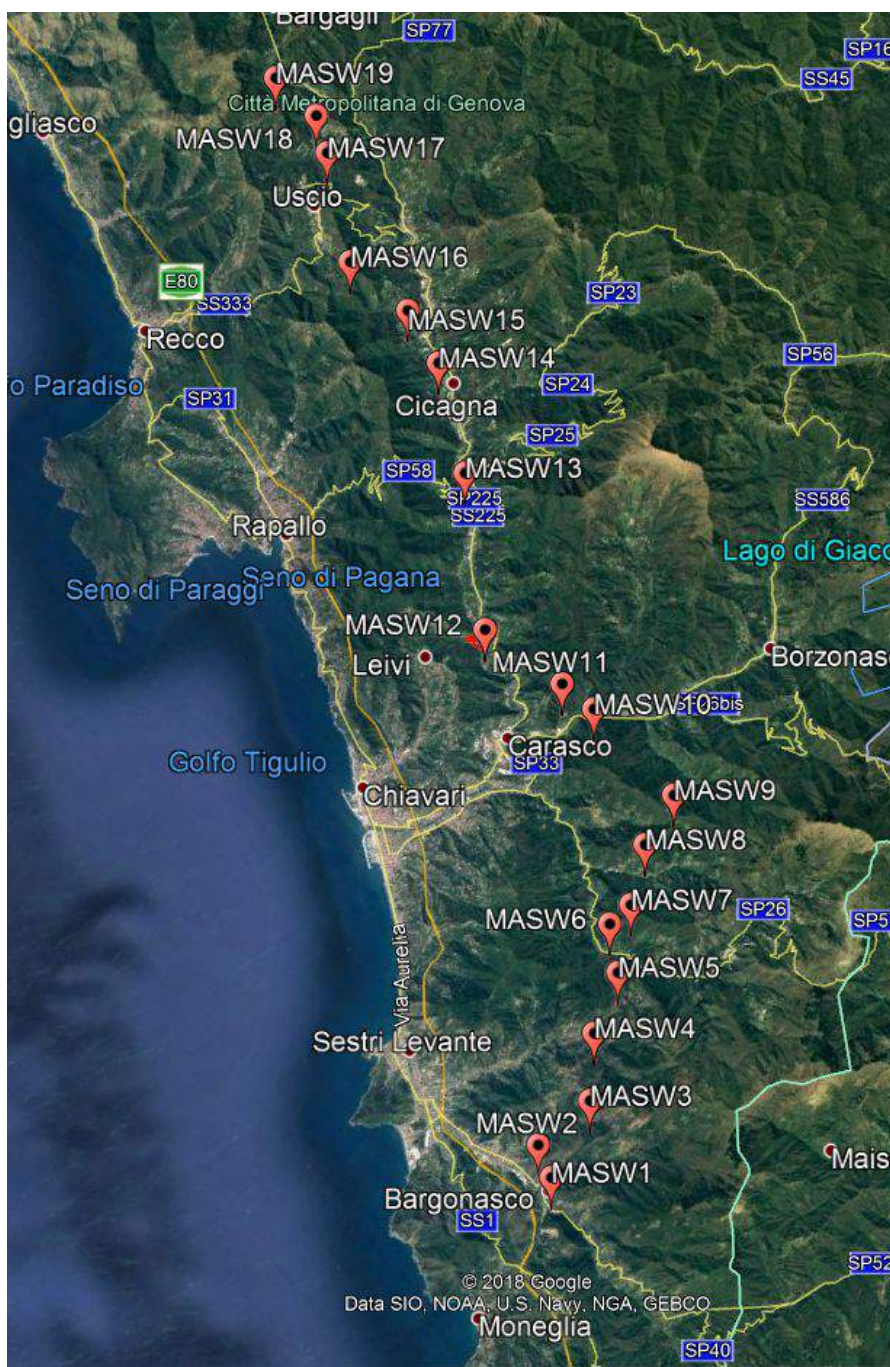 Bargagli
SP77
SS45
MASW19
Città Metropolitana di Genova
gliasco
MASW18
MASW17
Uscio
MASW16
E80
SS333
SP23
Recco
MASW15
MASW14
SP56
o Paradiso
SP31
SP24
Cicagna
SP25
SP58
MASW13
SP225
SS225
SS586
Rapallo
Lago di Giaco
Seno di Paraggi
Seno di Pagana
MASW12
Leivi
MASW11
Borzonas
MASW10
Carasco
SP33
Golfo Tigulio
Chiavari
MASW9
MASW8
MASW7
MASW6
SP26
MASW5
Via Aurelia
MASW4
Sestri Levante
MASW3
MASW2
Mais
MASW1
Bargonasco
SS1
SP52
© 2018 Google
Data SIO, NOAA, U.S. Navy, NGA, GEBCO
Moneglia
SP40